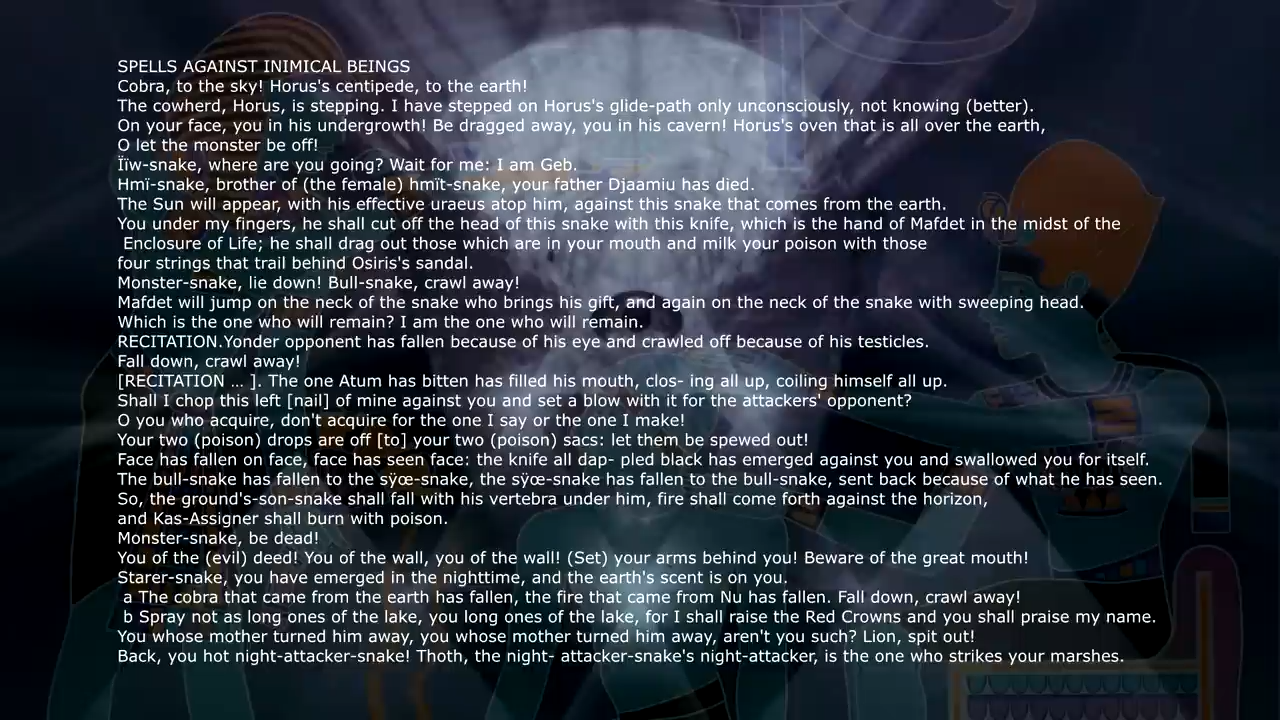 SPELLS AGAINST INIMICAL BEINGS
Cobra, to the sky! Horus's centipede, to the earth!
The cowherd, Horus, is stepping. I have stepped on Horus's glide-path only unconsciously, not knowing (better).
On your face, you in his undergrowth! Be dragged away, you in his cavern! Horus's oven that is all over the earth,
O let the monster be off!
Ïïw-snake, where are you going? Wait for me: I am Geb.
Hmï-snake, brother of (the female) hmït-snake, your father Djaamiu has died.
The Sun will appear, with his effective uraeus atop him, against this snake that comes from the earth.
You under my fingers, he shall cut off the head of this snake with this knife, which is the hand of Mafdet in the midst of the
Enclosure of Life; he shall drag out those which are in your mouth and milk your poison with those
four strings that trail behind Osiris's sandal.
Monster-snake, lie down! Bull-snake, crawl away!
Mafdet will jump on the neck of the snake who brings his gift, and again on the neck of the snake with sweeping head.
Which is the one who will remain? I am the one who will remain.
RECITATION.Yonder opponent has fallen because of his eye and crawled off because of his testicles.
Fall down, crawl away!
[RECITATION … ]. The one Atum has bitten has filled his mouth, clos- ing all up, coiling himself all up.
Shall I chop this left [nail] of mine against you and set a blow with it for the attackers' opponent?
O you who acquire, don't acquire for the one I say or the one I make!
Your two (poison) drops are off [to] your two (poison) sacs: let them be spewed out!
Face has fallen on face, face has seen face: the knife all dap- pled black has emerged against you and swallowed you for itself.
The bull-snake has fallen to the sÿœ-snake, the sÿœ-snake has fallen to the bull-snake, sent back because of what he has seen.
So, the ground's-son-snake shall fall with his vertebra under him, fire shall come forth against the horizon,
and Kas-Assigner shall burn with poison.
Monster-snake, be dead!
You of the (evil) deed! You of the wall, you of the wall! (Set) your arms behind you! Beware of the great mouth!
Starer-snake, you have emerged in the nighttime, and the earth's scent is on you.
a The cobra that came from the earth has fallen, the fire that came from Nu has fallen. Fall down, crawl away!
b Spray not as long ones of the lake, you long ones of the lake, for I shall raise the Red Crowns and you shall praise my name.
You whose mother turned him away, you whose mother turned him away, aren't you such? Lion, spit out!
Back, you hot night-attacker-snake! Thoth, the night- attacker-snake's night-attacker, is the one who strikes your marshes.